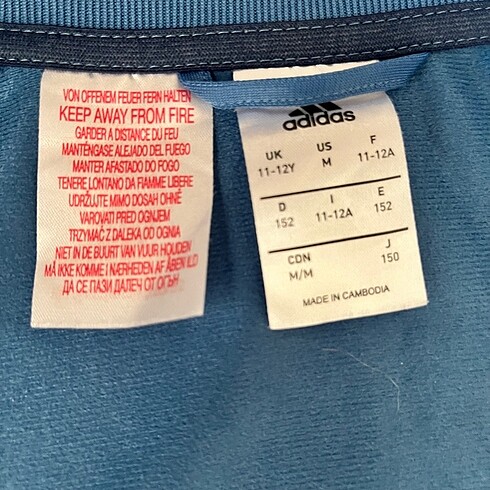 VON OFFENEM FEUER FERN HALTEN
KEEP AWAY FROM FIRE
GARDER A DISTANCE DU FEU
MANTÉNGASE ALEJADO DEL FUEGO
MANTER AFASTADO DO FOGO
TENERE LONTANO DA FIAMME LIBERE
UDRŽUJTE MIMO DOSAH OHNĚ
VAROVATI PRED OGNJEM
TRZYMAĆ Z DALEKA OD OGNIA
NIET IN DE BUURT VAN VUUR HOUDEN
MÅ IKKE KOMME I NÆRHEDEN AF ÅBEN ILD
ДА СЕ ПАЗИ ДАЛЕЧ ОТ ОГЪН
adidas
UK US F
11-12Y M 11-12A
D I E
152 11-12A 152
CDN J
M/M 150
MADE IN CAMBODIA